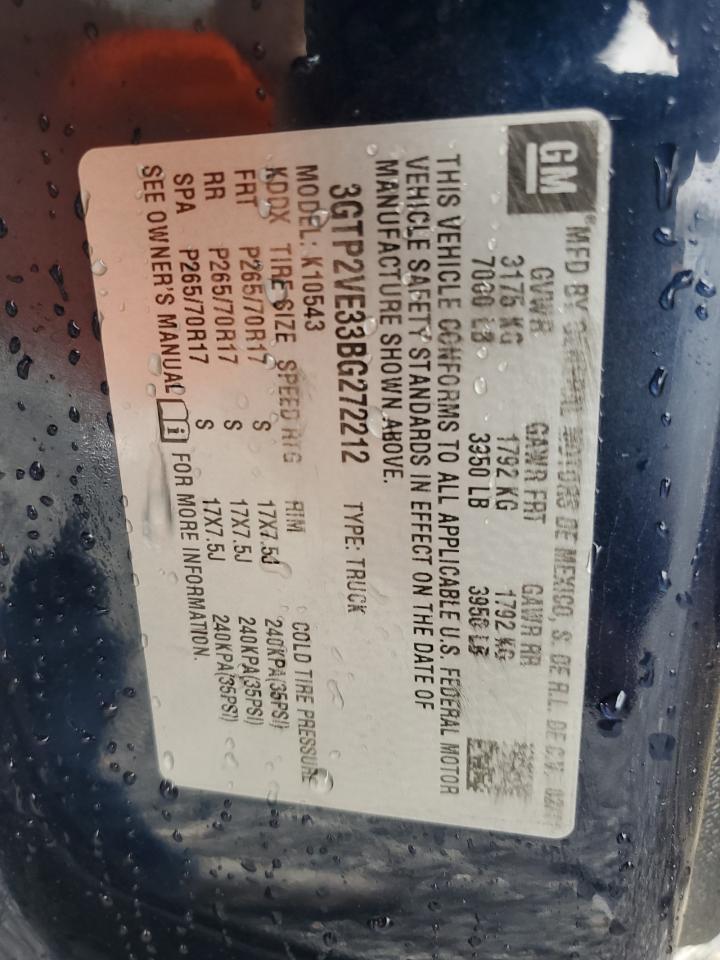 GM
® MFD BY GENERAL MOTORS DE MEXICO, S. DE R.L. DE C.V. 02/11
GVWR GAWR FRT GAWR RR
3175 KG 1792 KG 1792 KG
7000 LB 3950 LB 3950 LB
THIS VEHICLE CONFORMS TO ALL APPLICABLE U.S. FEDERAL MOTOR
VEHICLE SAFETY STANDARDS IN EFFECT ON THE DATE OF
MANUFACTURE SHOWN ABOVE.
3GTP2VE33BG272212 TYPE: TRUCK
MODEL: K10543
KDDX TIRE SIZE SPEED RTG RIM COLD TIRE PRESSURE
FRT P265/70R17 S 17X7.5J 240KPA(35PSI)
RR P265/70R17 S 17X7.5J 240KPA(35PSI)
SPA P265/70R17 S 17X7.5J 240KPA(35PSI)
SEE OWNER'S MANUAL i FOR MORE INFORMATION.